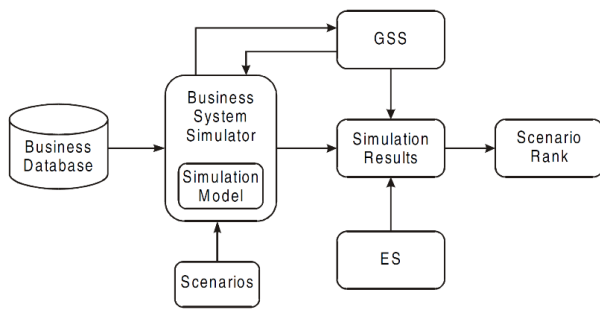 GSS
Business
System
Simulator
Business
Database
Simulation
Model
Simulation
Results
Scenario
Rank
Scenarios
ES